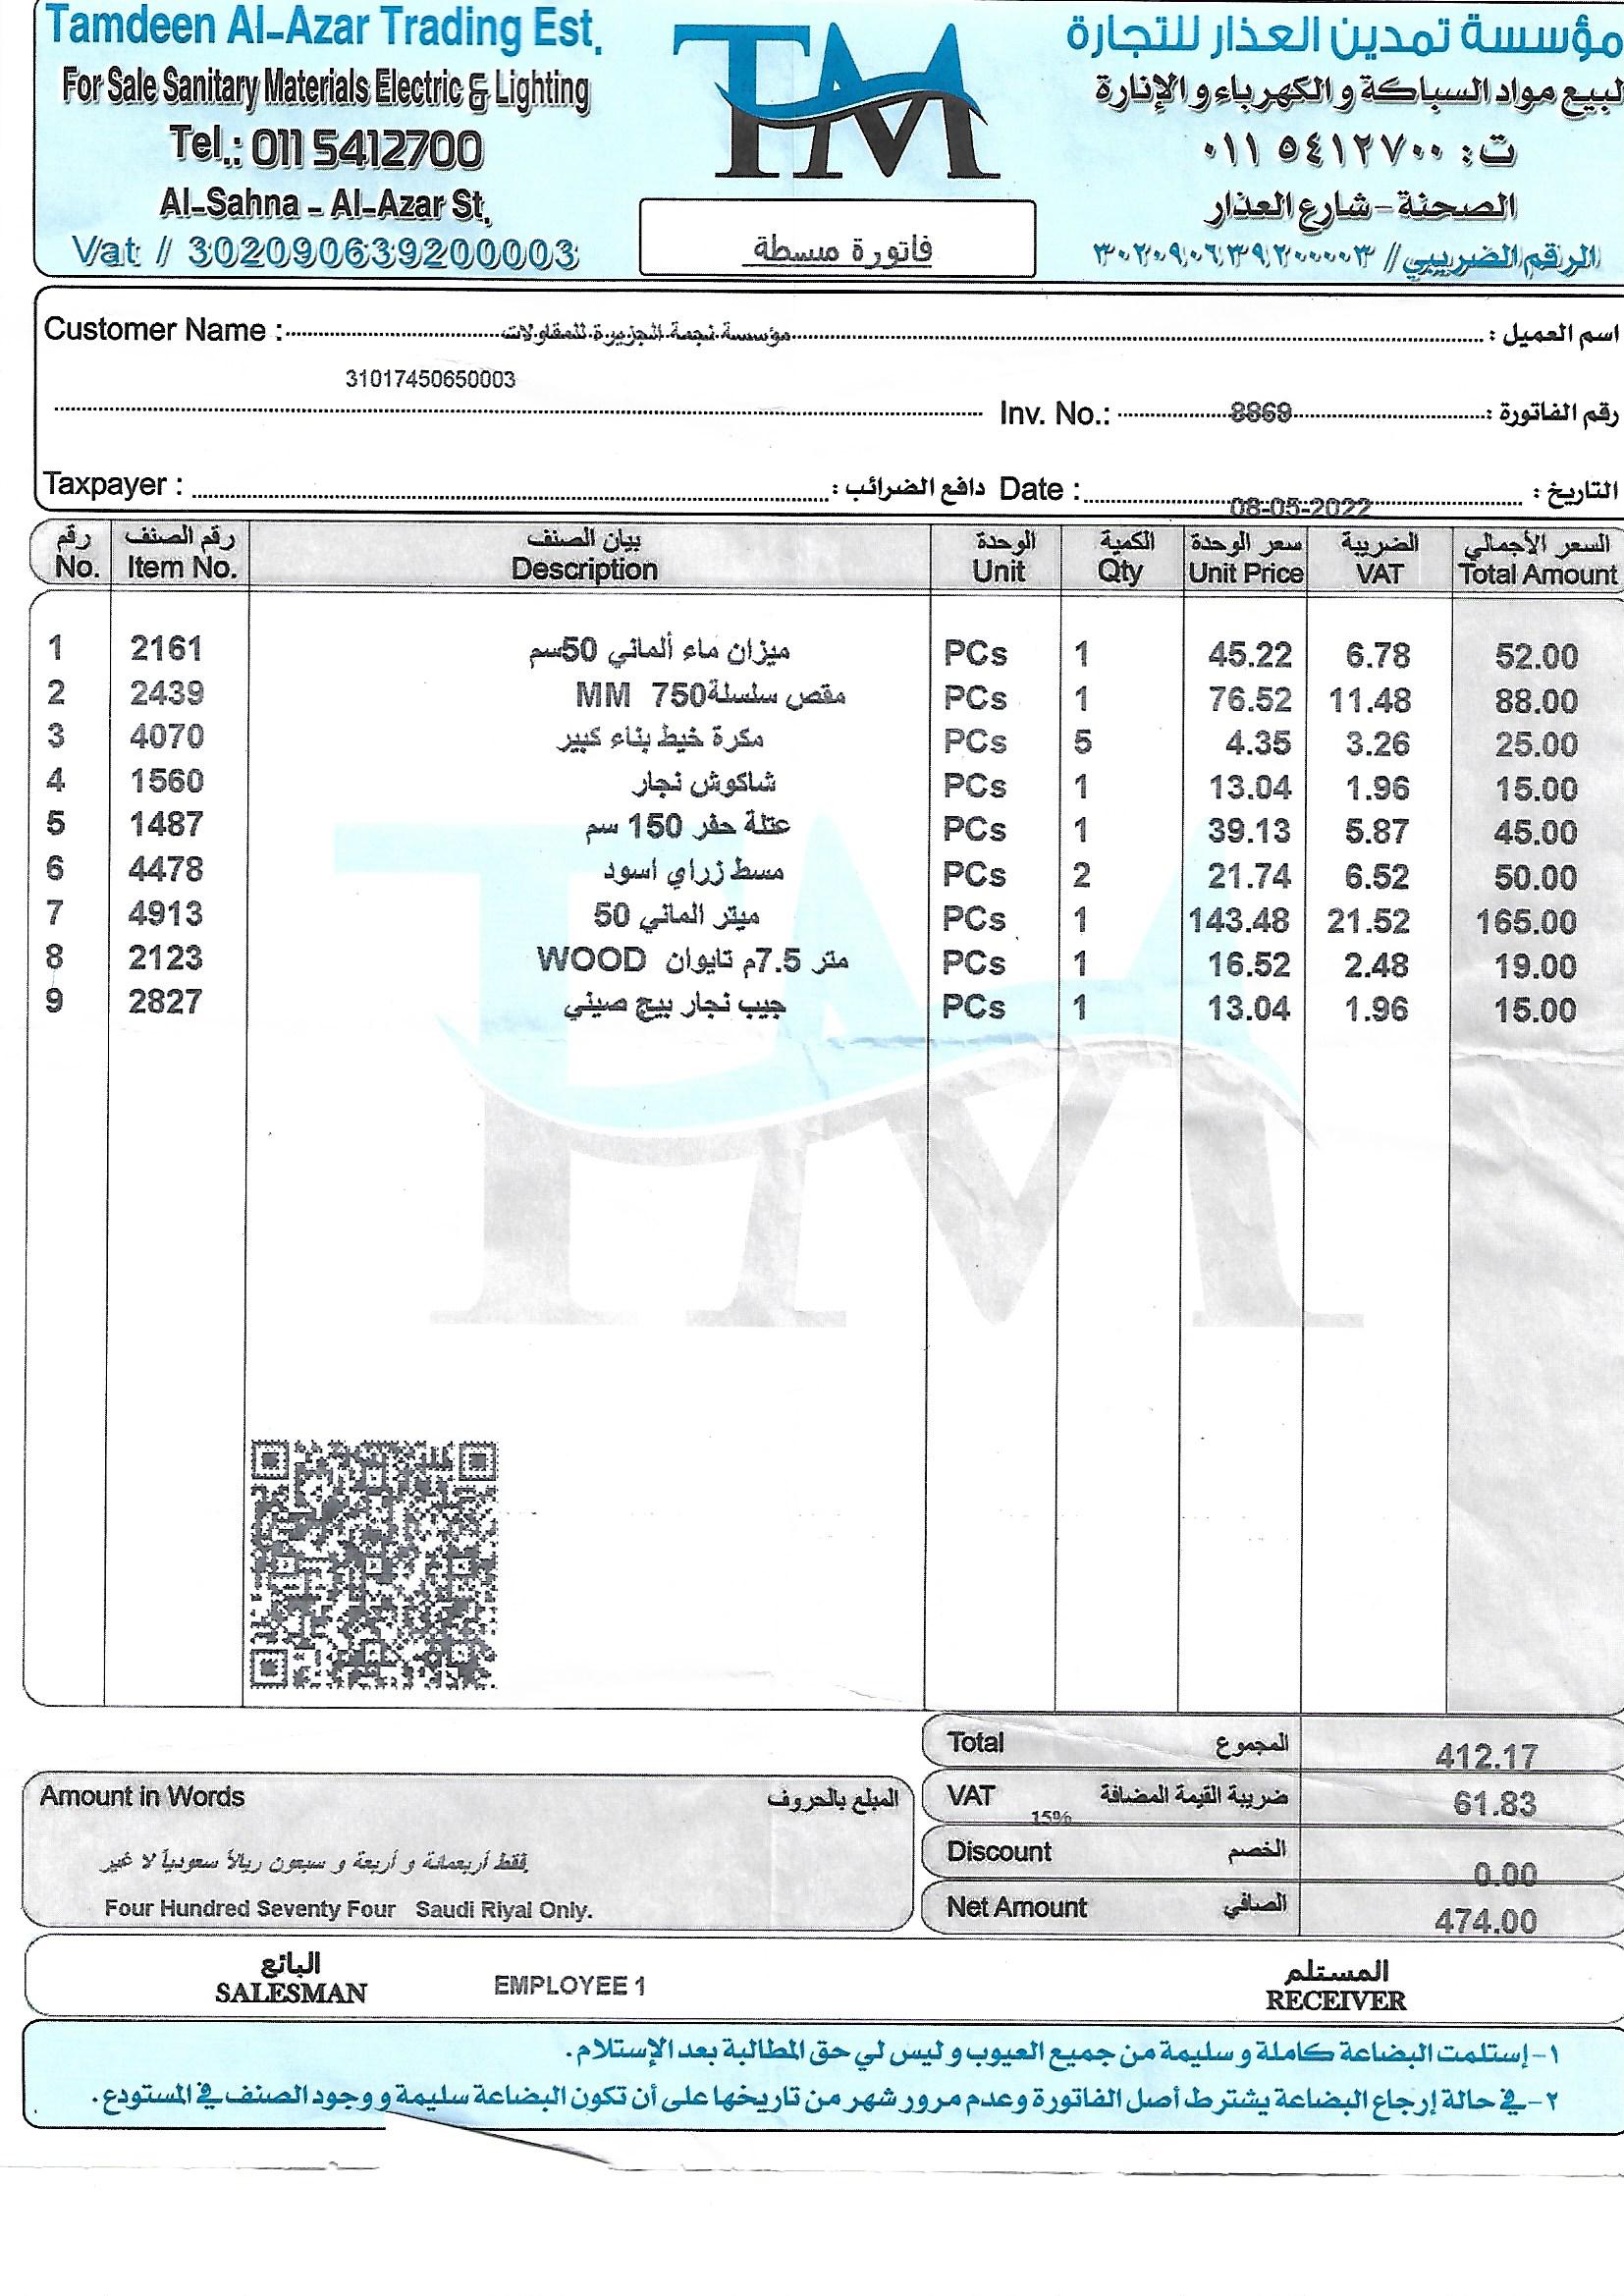 Tamdeen Al-Azar Trading Est.
For Sale Sanitary Materials Electric & Lighting
Tel.: 011 5412700
Al-Sahna - Al-Azar St.
Vat // 302090639200003
TM
فاتورة مبسطة
مؤسسة تمدين العذار للتجارة
لبيع مواد السباكة و الكهرباء و الإنارة
ت: ٠١١ ٥٤١٢٧٠٠
الصحنة - شارع العذار
الرقم الضريبي// ٣٠٢٠٩٠٦٣٩٢٠٠٠٠٣
Customer Name : مؤسسة نجمة الجزيرة للمقاولات اسم العميل :
31017450650003
Inv. No.: 8869 رقم الفاتورة :
Taxpayer : دافع الضرائب : Date : 08-05-2022 التاريخ :
رقم رقم الصنف بيان الصنف الوحدة الكمية سعر الوحدة الضريبة السعر الأجمالي
No. Item No. Description Unit Qty Unit Price VAT Total Amount
1 2161 ميزان ماء ألماني 50سم PCs 1 45.22 6.78 52.00
2 2439 مقص سلسلة750 MM PCs 1 76.52 11.48 88.00
3 4070 مكرة خيط بناء كبير PCs 5 4.35 3.26 25.00
4 1560 شاكوش نجار PCs 1 13.04 1.96 15.00
5 1487 عتلة حفر 150 سم PCs 1 39.13 5.87 45.00
6 4478 مسط زراي اسود PCs 2 21.74 6.52 50.00
7 4913 ميتر الماني 50 PCs 1 143.48 21.52 165.00
8 2123 متر 7.5م تايوان WOOD PCs 1 16.52 2.48 19.00
9 2827 جيب نجار بيج صيني PCs 1 13.04 1.96 15.00
Total المجموع 412.17
VAT 15% ضريبة القيمة المضافة 61.83
Discount الخصم 0.00
Net Amount الصافي 474.00
Amount in Words المبلغ بالحروف
فقط أربعمائة و أربعة و سبعون ريالاً سعودياً لا غير
Four Hundred Seventy Four Saudi Riyal Only.
البائع
SALESMAN
EMPLOYEE 1
المستلم
RECEIVER
١- إستلمت البضاعة كاملة و سليمة من جميع العيوب و ليس لي حق المطالبة بعد الإستلام.
٢- في حالة إرجاع البضاعة يشترط أصل الفاتورة وعدم مرور شهر من تاريخها على أن تكون البضاعة سليمة و وجود الصنف في المستودع.